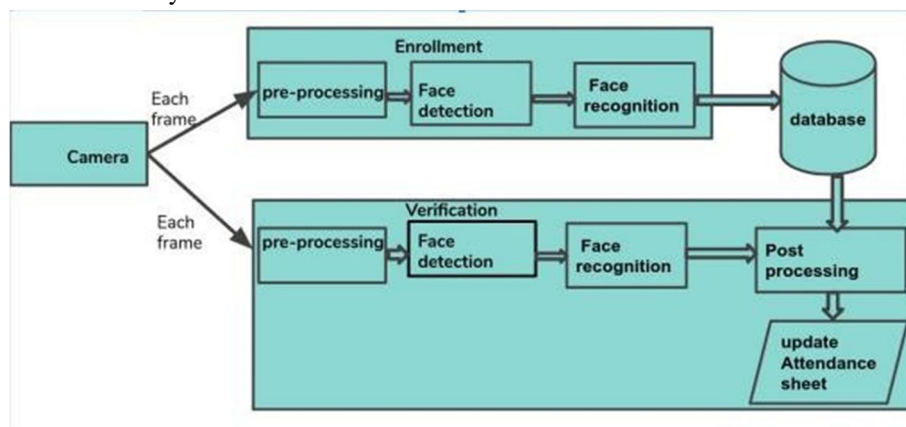 Enrollment
pre-processing
Face
detection
Face
recognition
database
Each
frame
Camera
Each
frame
Verification
pre-processing
Face
detection
Face
recognition
Post
processing
update
Attendance
sheet